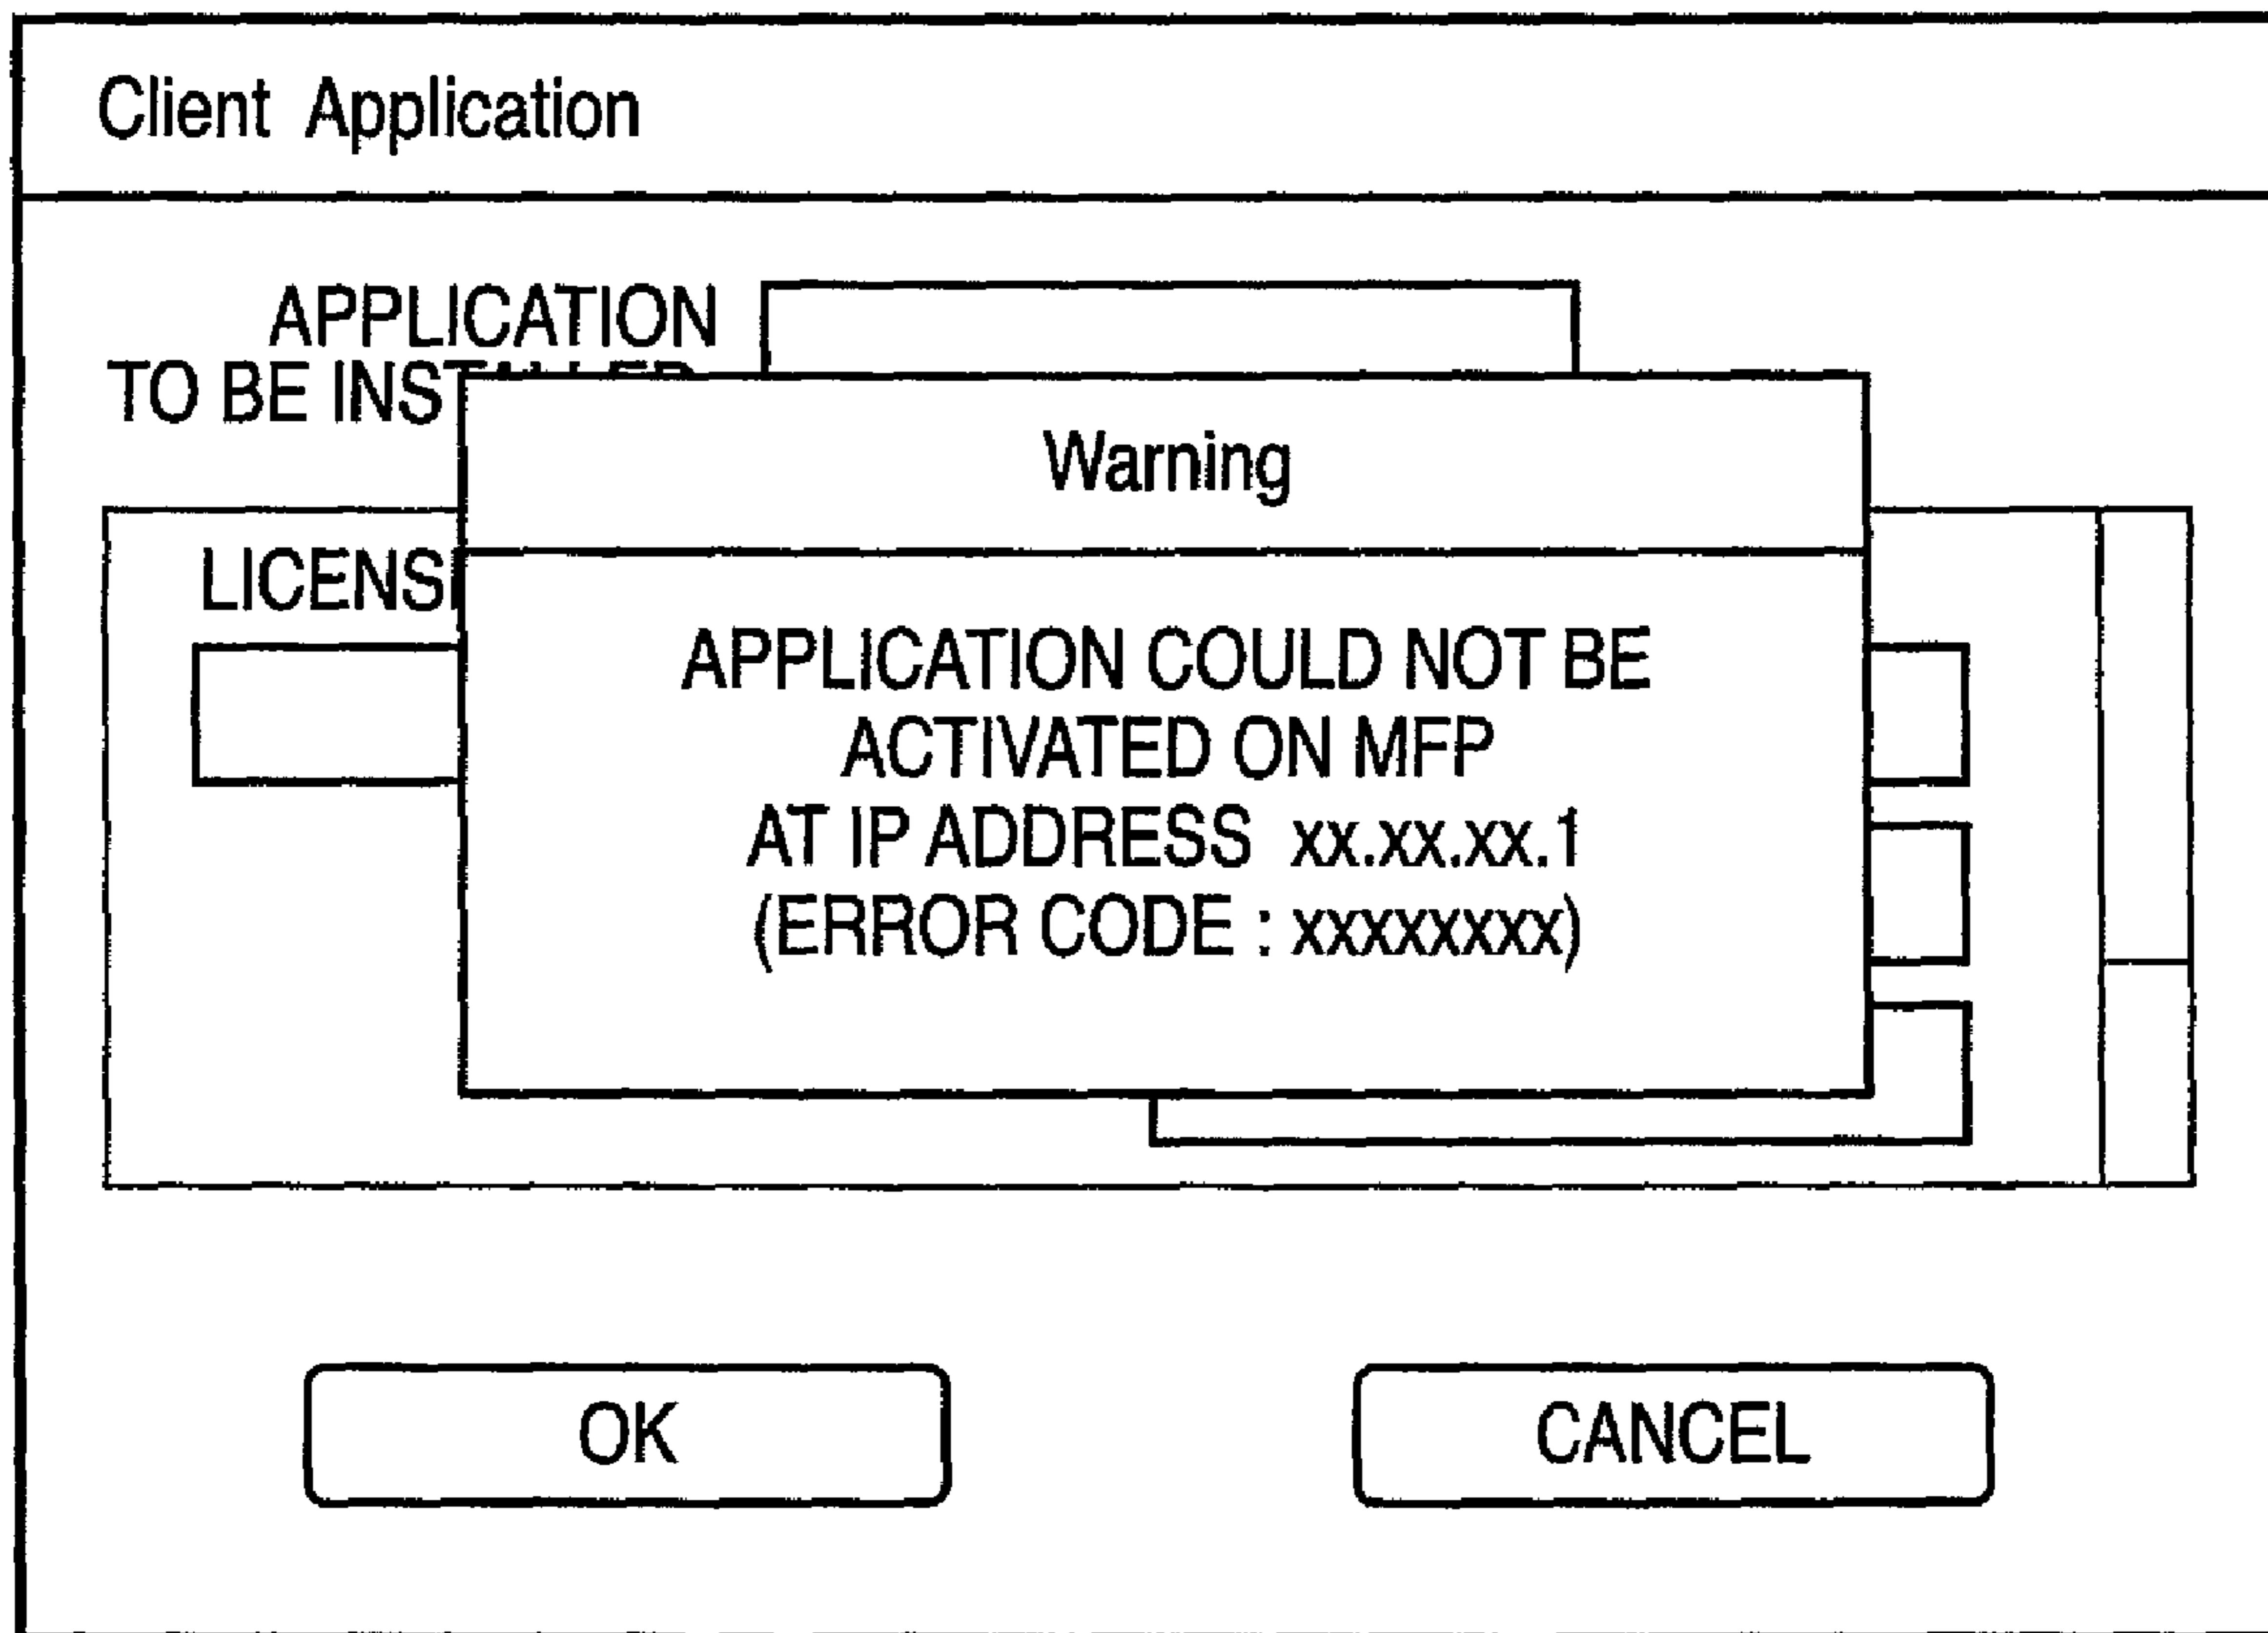 Client Application
APPLICATION
TO BE INSTALLED
Warning
LICENS
APPLICATION COULD NOT BE
ACTIVATED ON MFP
AT IP ADDRESS xx.xx.xx.1
(ERROR CODE : xxxxxxxx)
OK
CANCEL